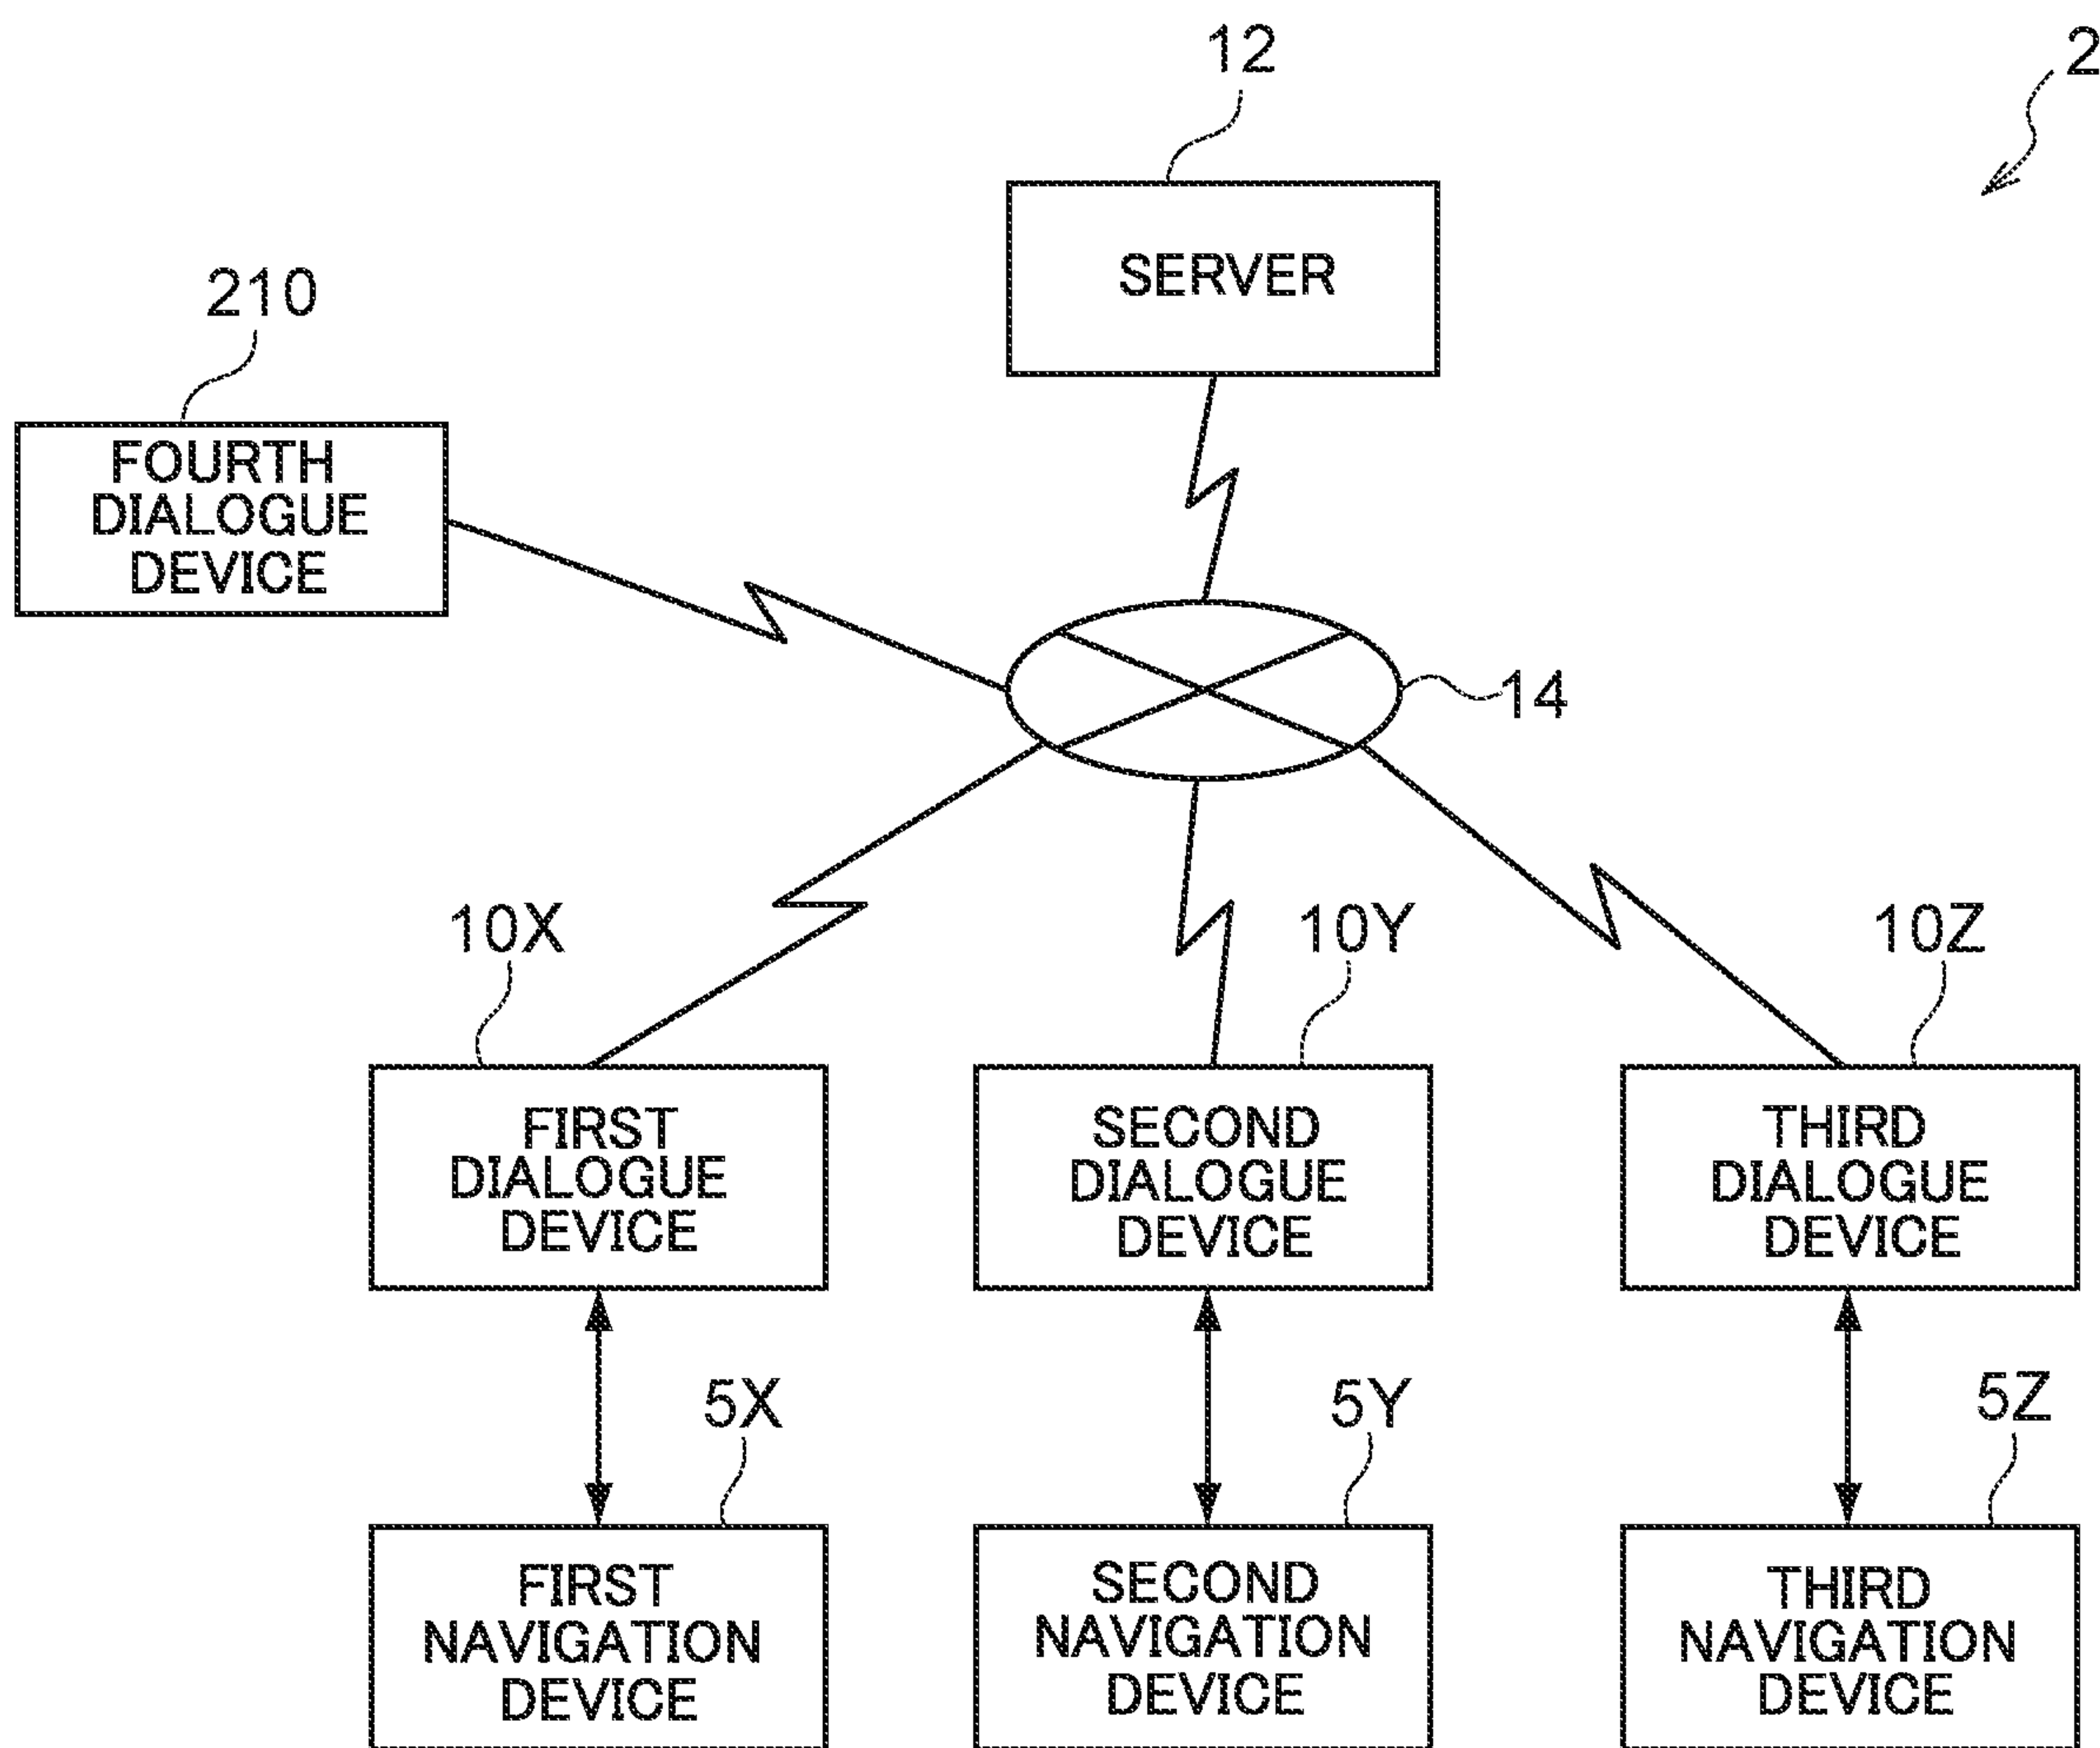 12
2
SERVER
210
FOURTH
DIALOGUE
DEVICE
14
10X
10Y
10Z
FIRST
DIALOGUE
DEVICE
SECOND
DIALOGUE
DEVICE
THIRD
DIALOGUE
DEVICE
5X
5Y
5Z
FIRST
NAVIGATION
DEVICE
SECOND
NAVIGATION
DEVICE
THIRD
NAVIGATION
DEVICE